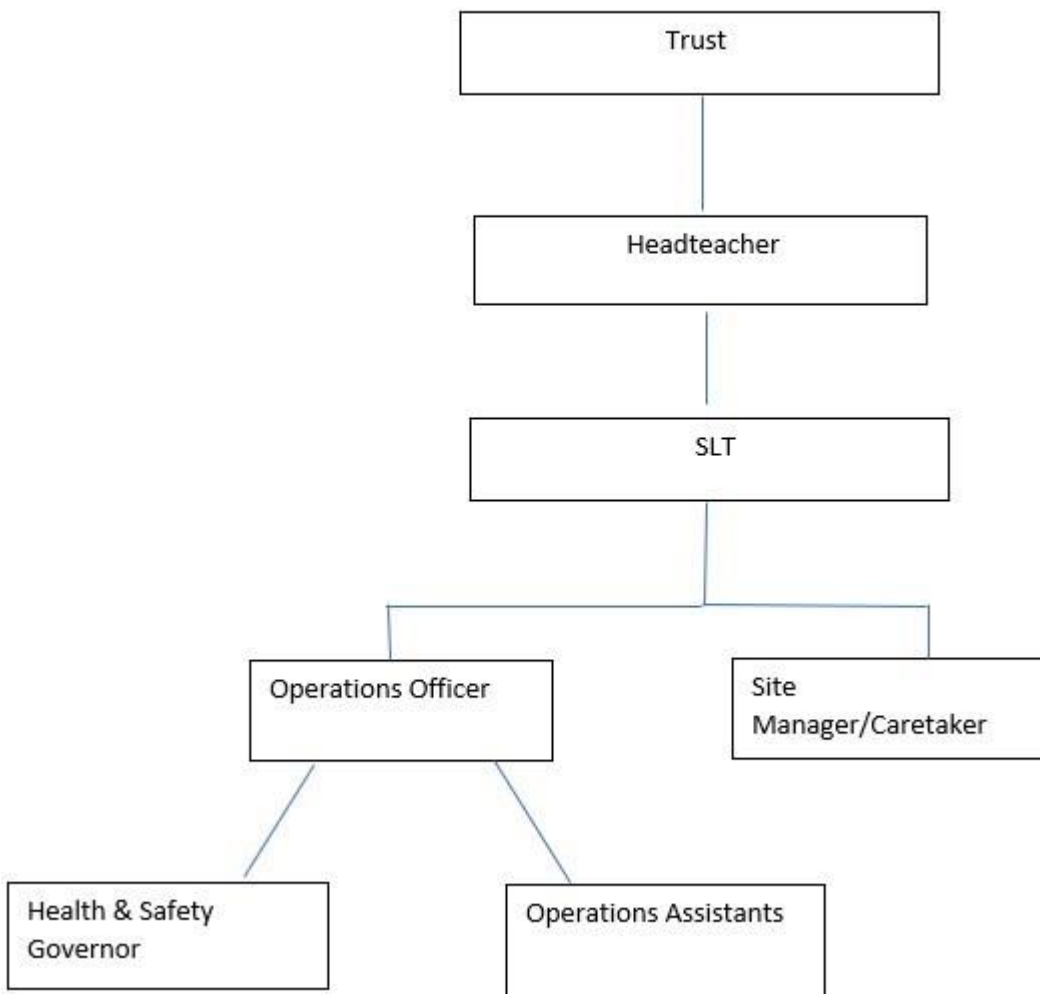 Trust
Headteacher
SLT
Operations Officer
Site
Manager/Caretaker
Health & Safety
Governor
Operations Assistants